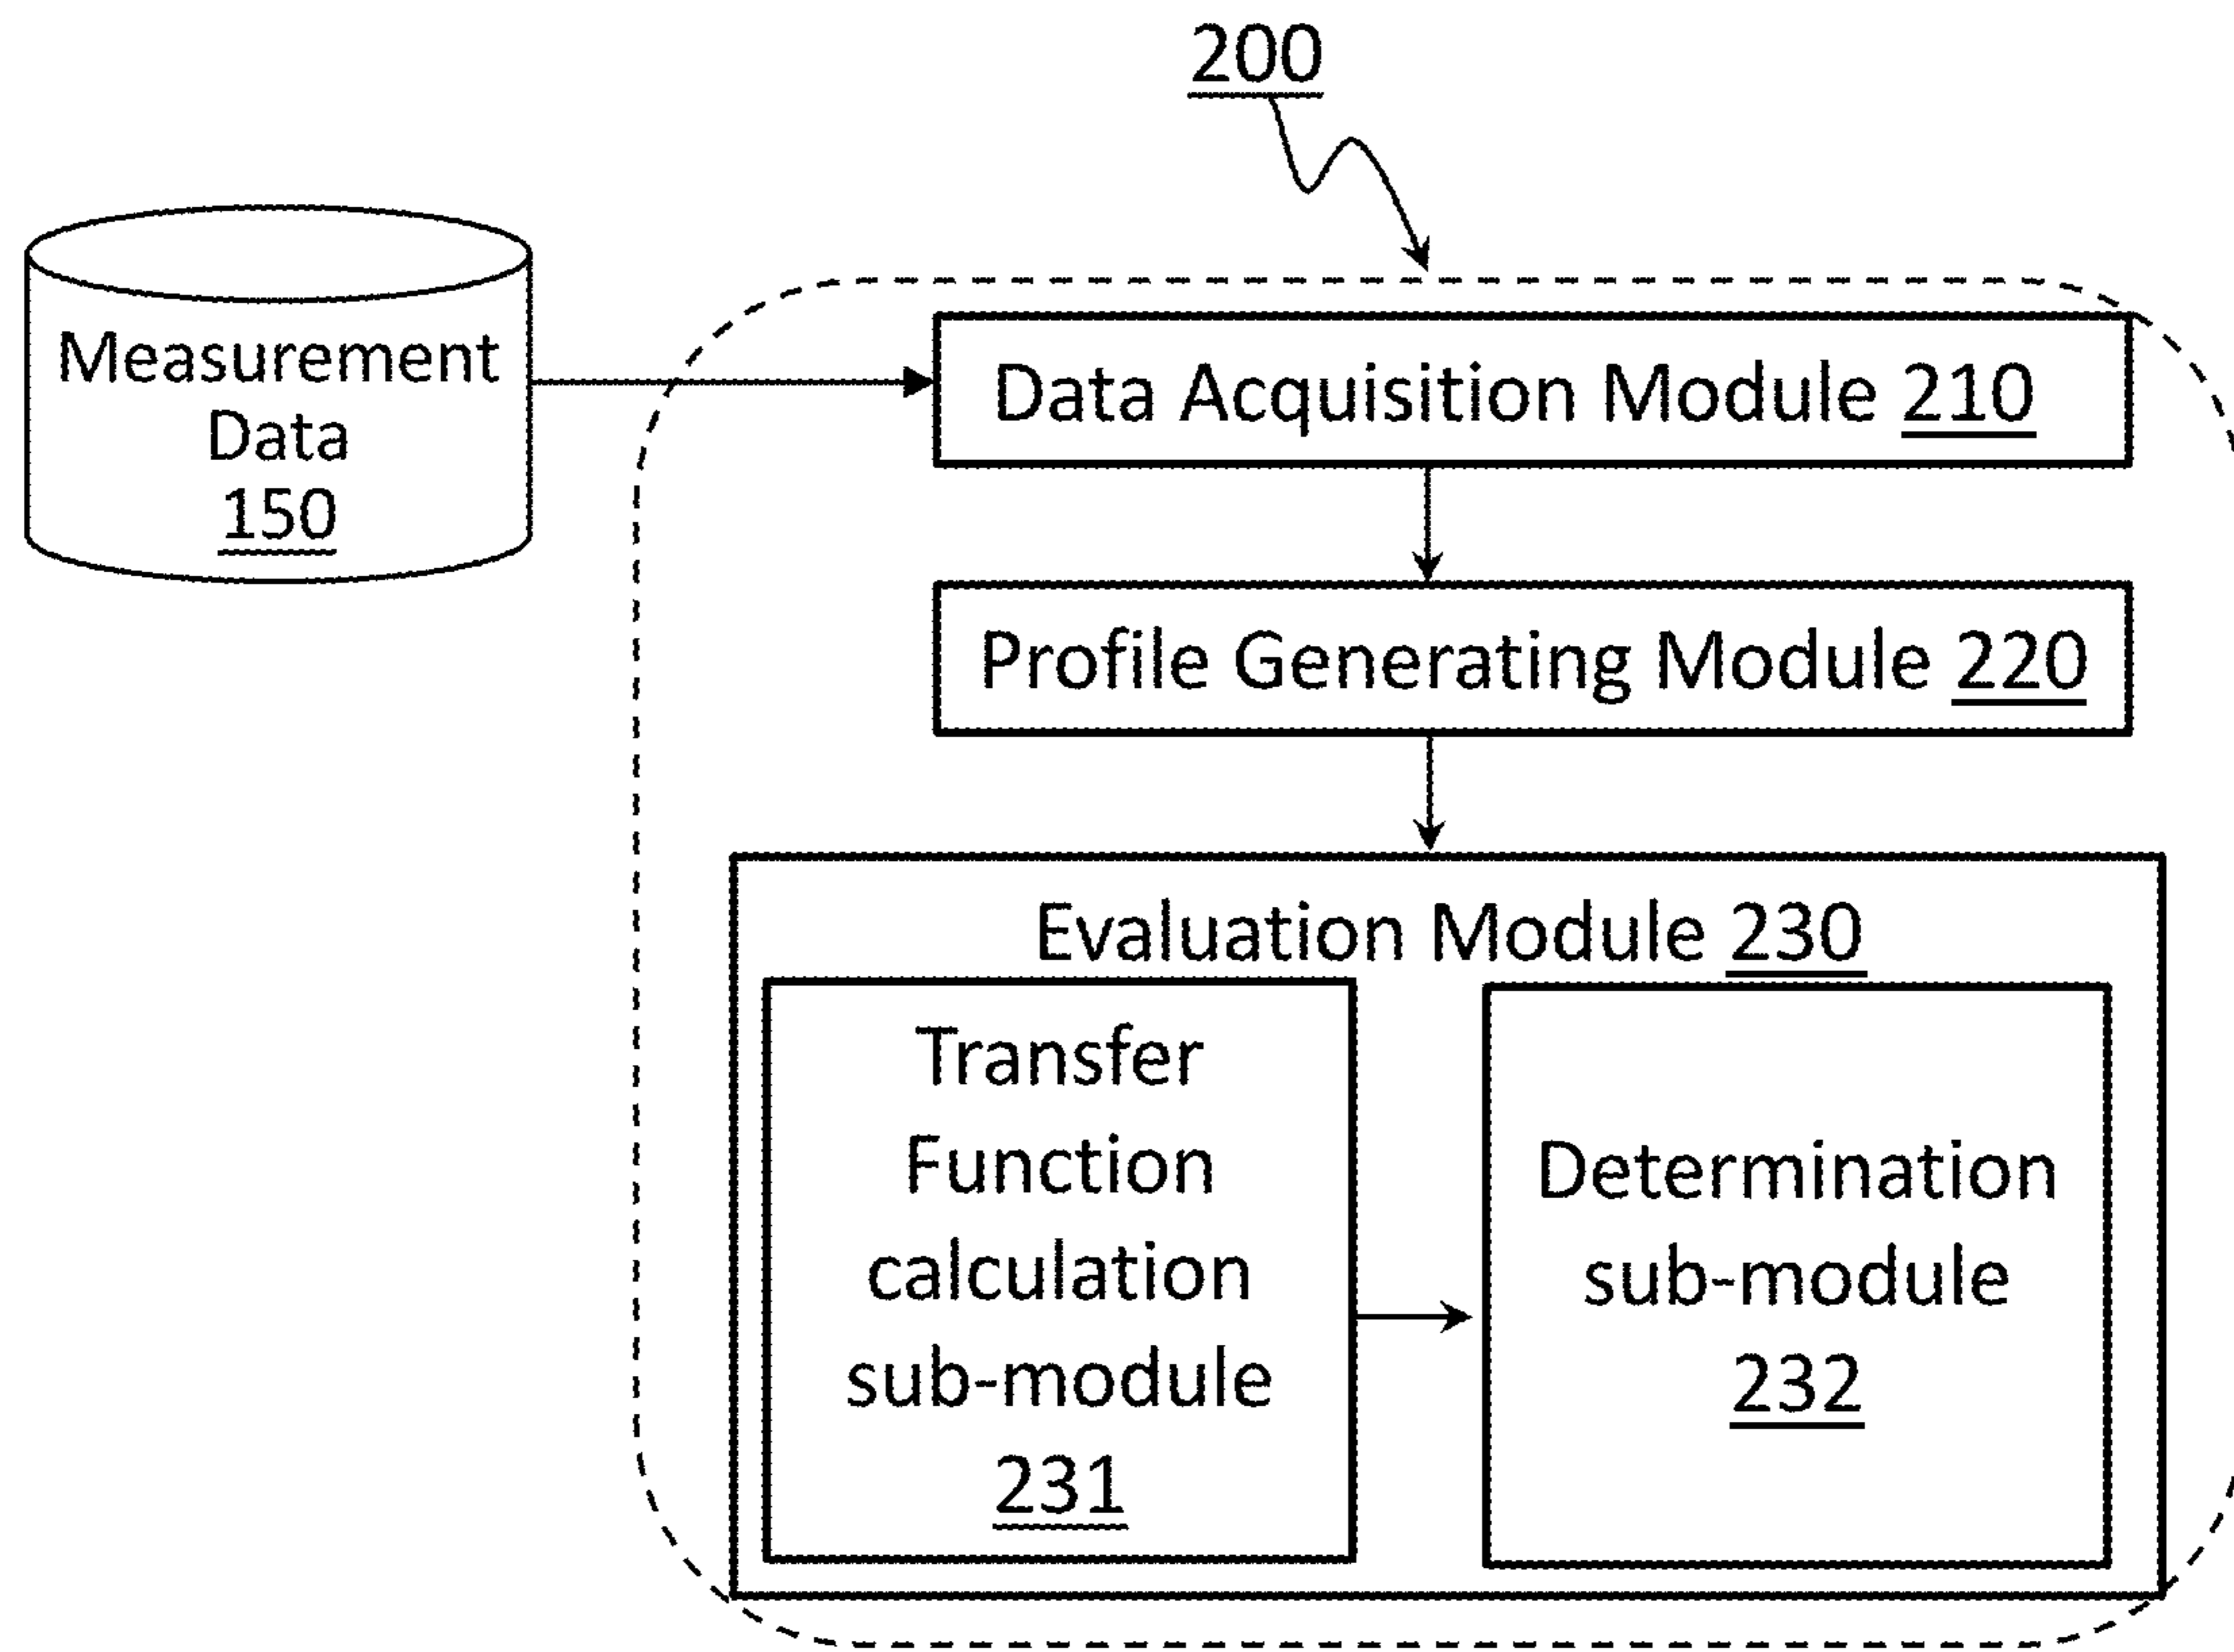 200
Measurement
Data
150
Data Acquisition Module 210
Profile Generating Module 220
Evaluation Module 230
Transfer
Function
calculation
sub-module
231
Determination
sub-module
232